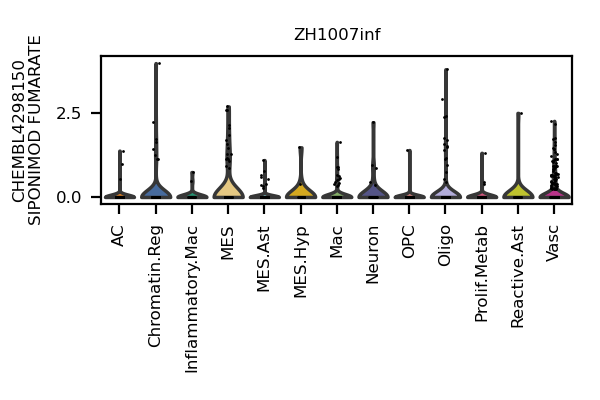 ZH1007inf
CHEMBL4298150
SIPONIMOD FUMARATE
2.5
0.0
AC
Chromatin.Reg
Inflammatory.Mac
MES
MES.Ast
MES.Hyp
Mac
Neuron
OPC
Oligo
Prolif.Metab
Reactive.Ast
Vasc